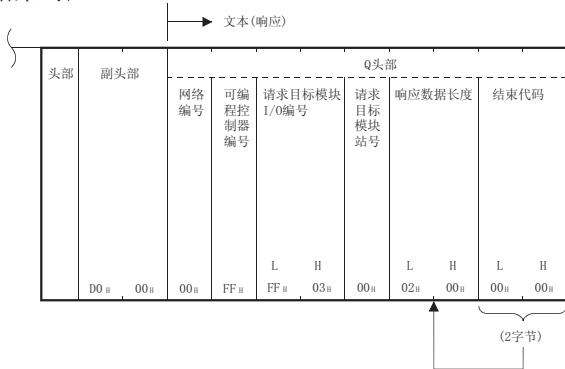 文本(响应)
Q头部
头部
副头部
网络
编号
可编
程控
制器
编号
请求目标模块
I/O编号
请求
目标
模块
站号
响应数据长度
结束代码
L H L H L H
D0H 00H 00H FFH FFH 03H 00H 02H 00H 00H 00H
(2字节)